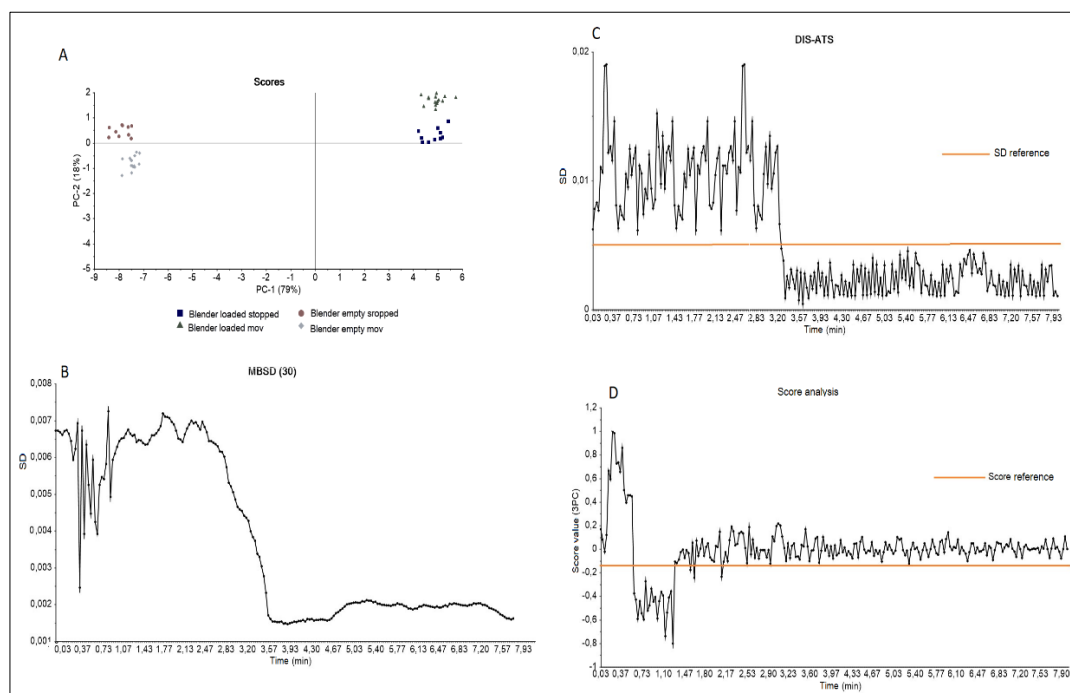 A
Scores
PC-2 (18%)
2
1
0
-1
-2
-3
-4
-5
-9 -8 -7 -6 -5 -4 -3 -2 -1 0 1 2 3 4 5 6
PC-1 (79%)
Blender loaded stopped
Blender empty sropped
Blender loaded mov
Blender empty mov
B
MBSD (30)
SD
0,008
0,007
0,006
0,005
0,004
0,003
0,002
0,001
0,03 0,37 0,73 1,07 1,43 1,77 2,13 2,47 2,83 3,20 3,57 3,93 4,30 4,67 5,03 5,40 5,77 6,13 6,47 6,83 7,20 7,57 7,93
Time (min)
C
DIS-ATS
SD
0,02
0,01
0
SD reference
0,03 0,37 0,73 1,07 1,43 1,77 2,13 2,47 2,83 3,20 3,57 3,93 4,30 4,67 5,03 5,40 5,77 6,13 6,47 6,83 7,20 7,57 7,93
Time (min)
D
Score analysis
Score value (3PC)
1,2
1
0,8
0,6
0,4
0,2
0
-0,2
-0,4
-0,6
-0,8
-1
Score reference
0,03 0,37 0,73 1,10 1,47 1,80 2,17 2,53 2,90 3,27 3,63 4,00 4,37 4,73 5,10 5,47 5,83 6,20 6,57 6,83 7,20 7,54 7,90
Time (min)